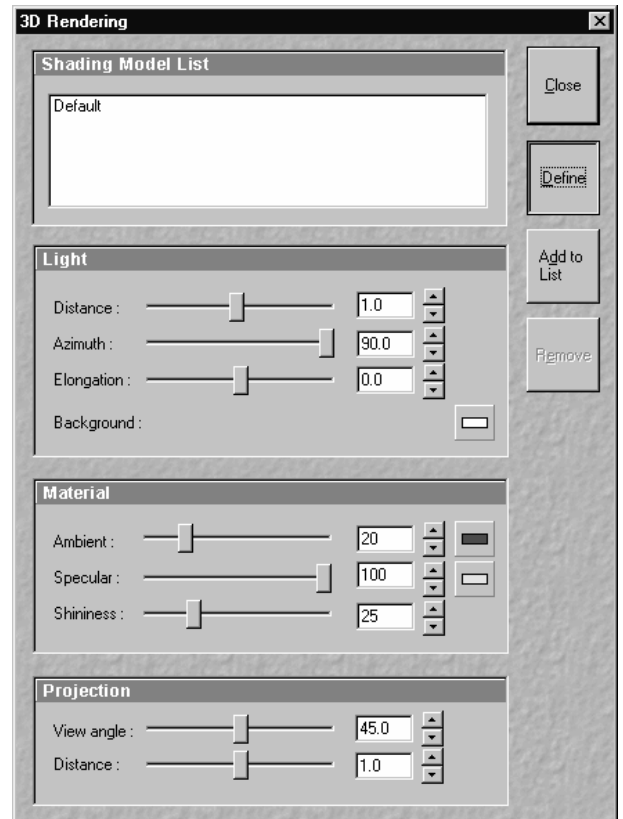 3D Rendering
Shading Model List
Default
Close
Define
Add to
List
Remove
Light
Distance : 1.0
Azimuth : 90.0
Elongation : 0.0
Background :
Material
Ambient : 20
Specular : 100
Shininess : 25
Projection
View angle : 45.0
Distance : 1.0